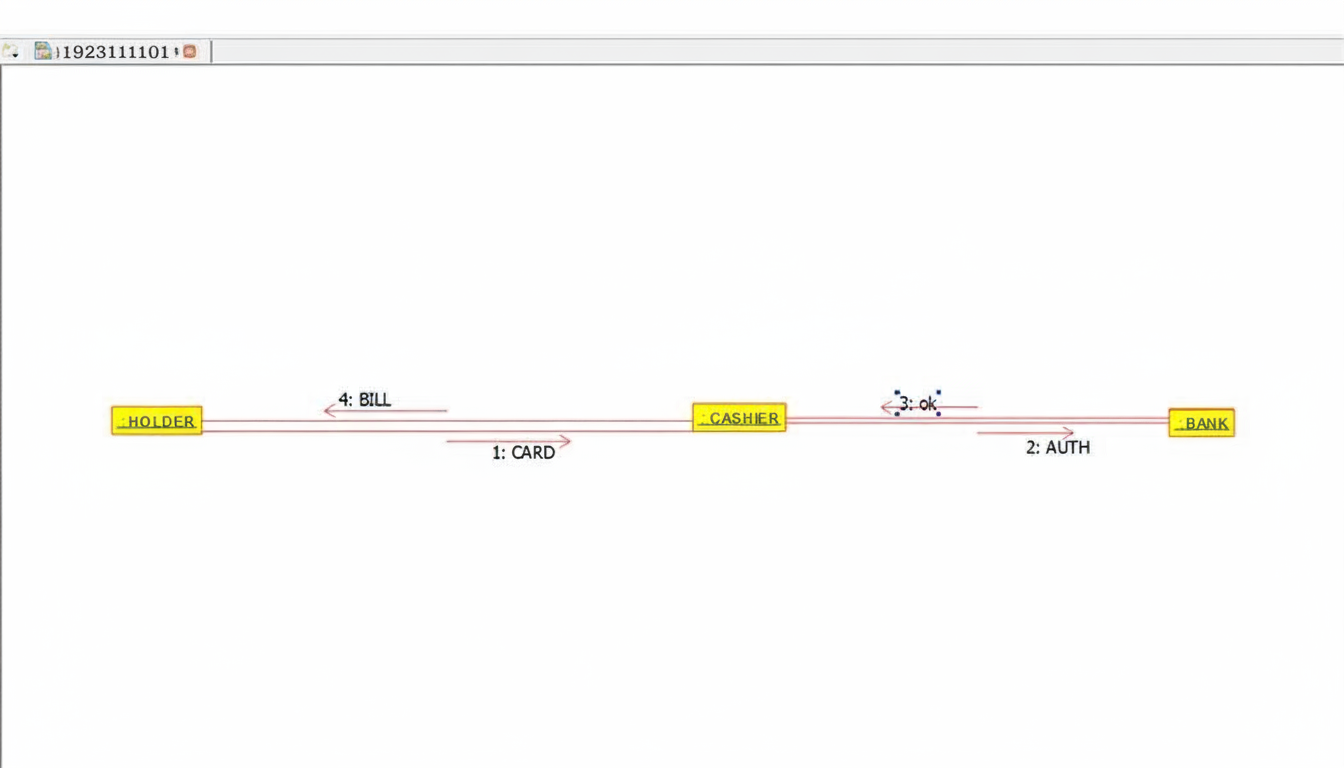 1923111101
4: BILL
3: ok
: HOLDER
: CASHIER
: BANK
1: CARD
2: AUTH